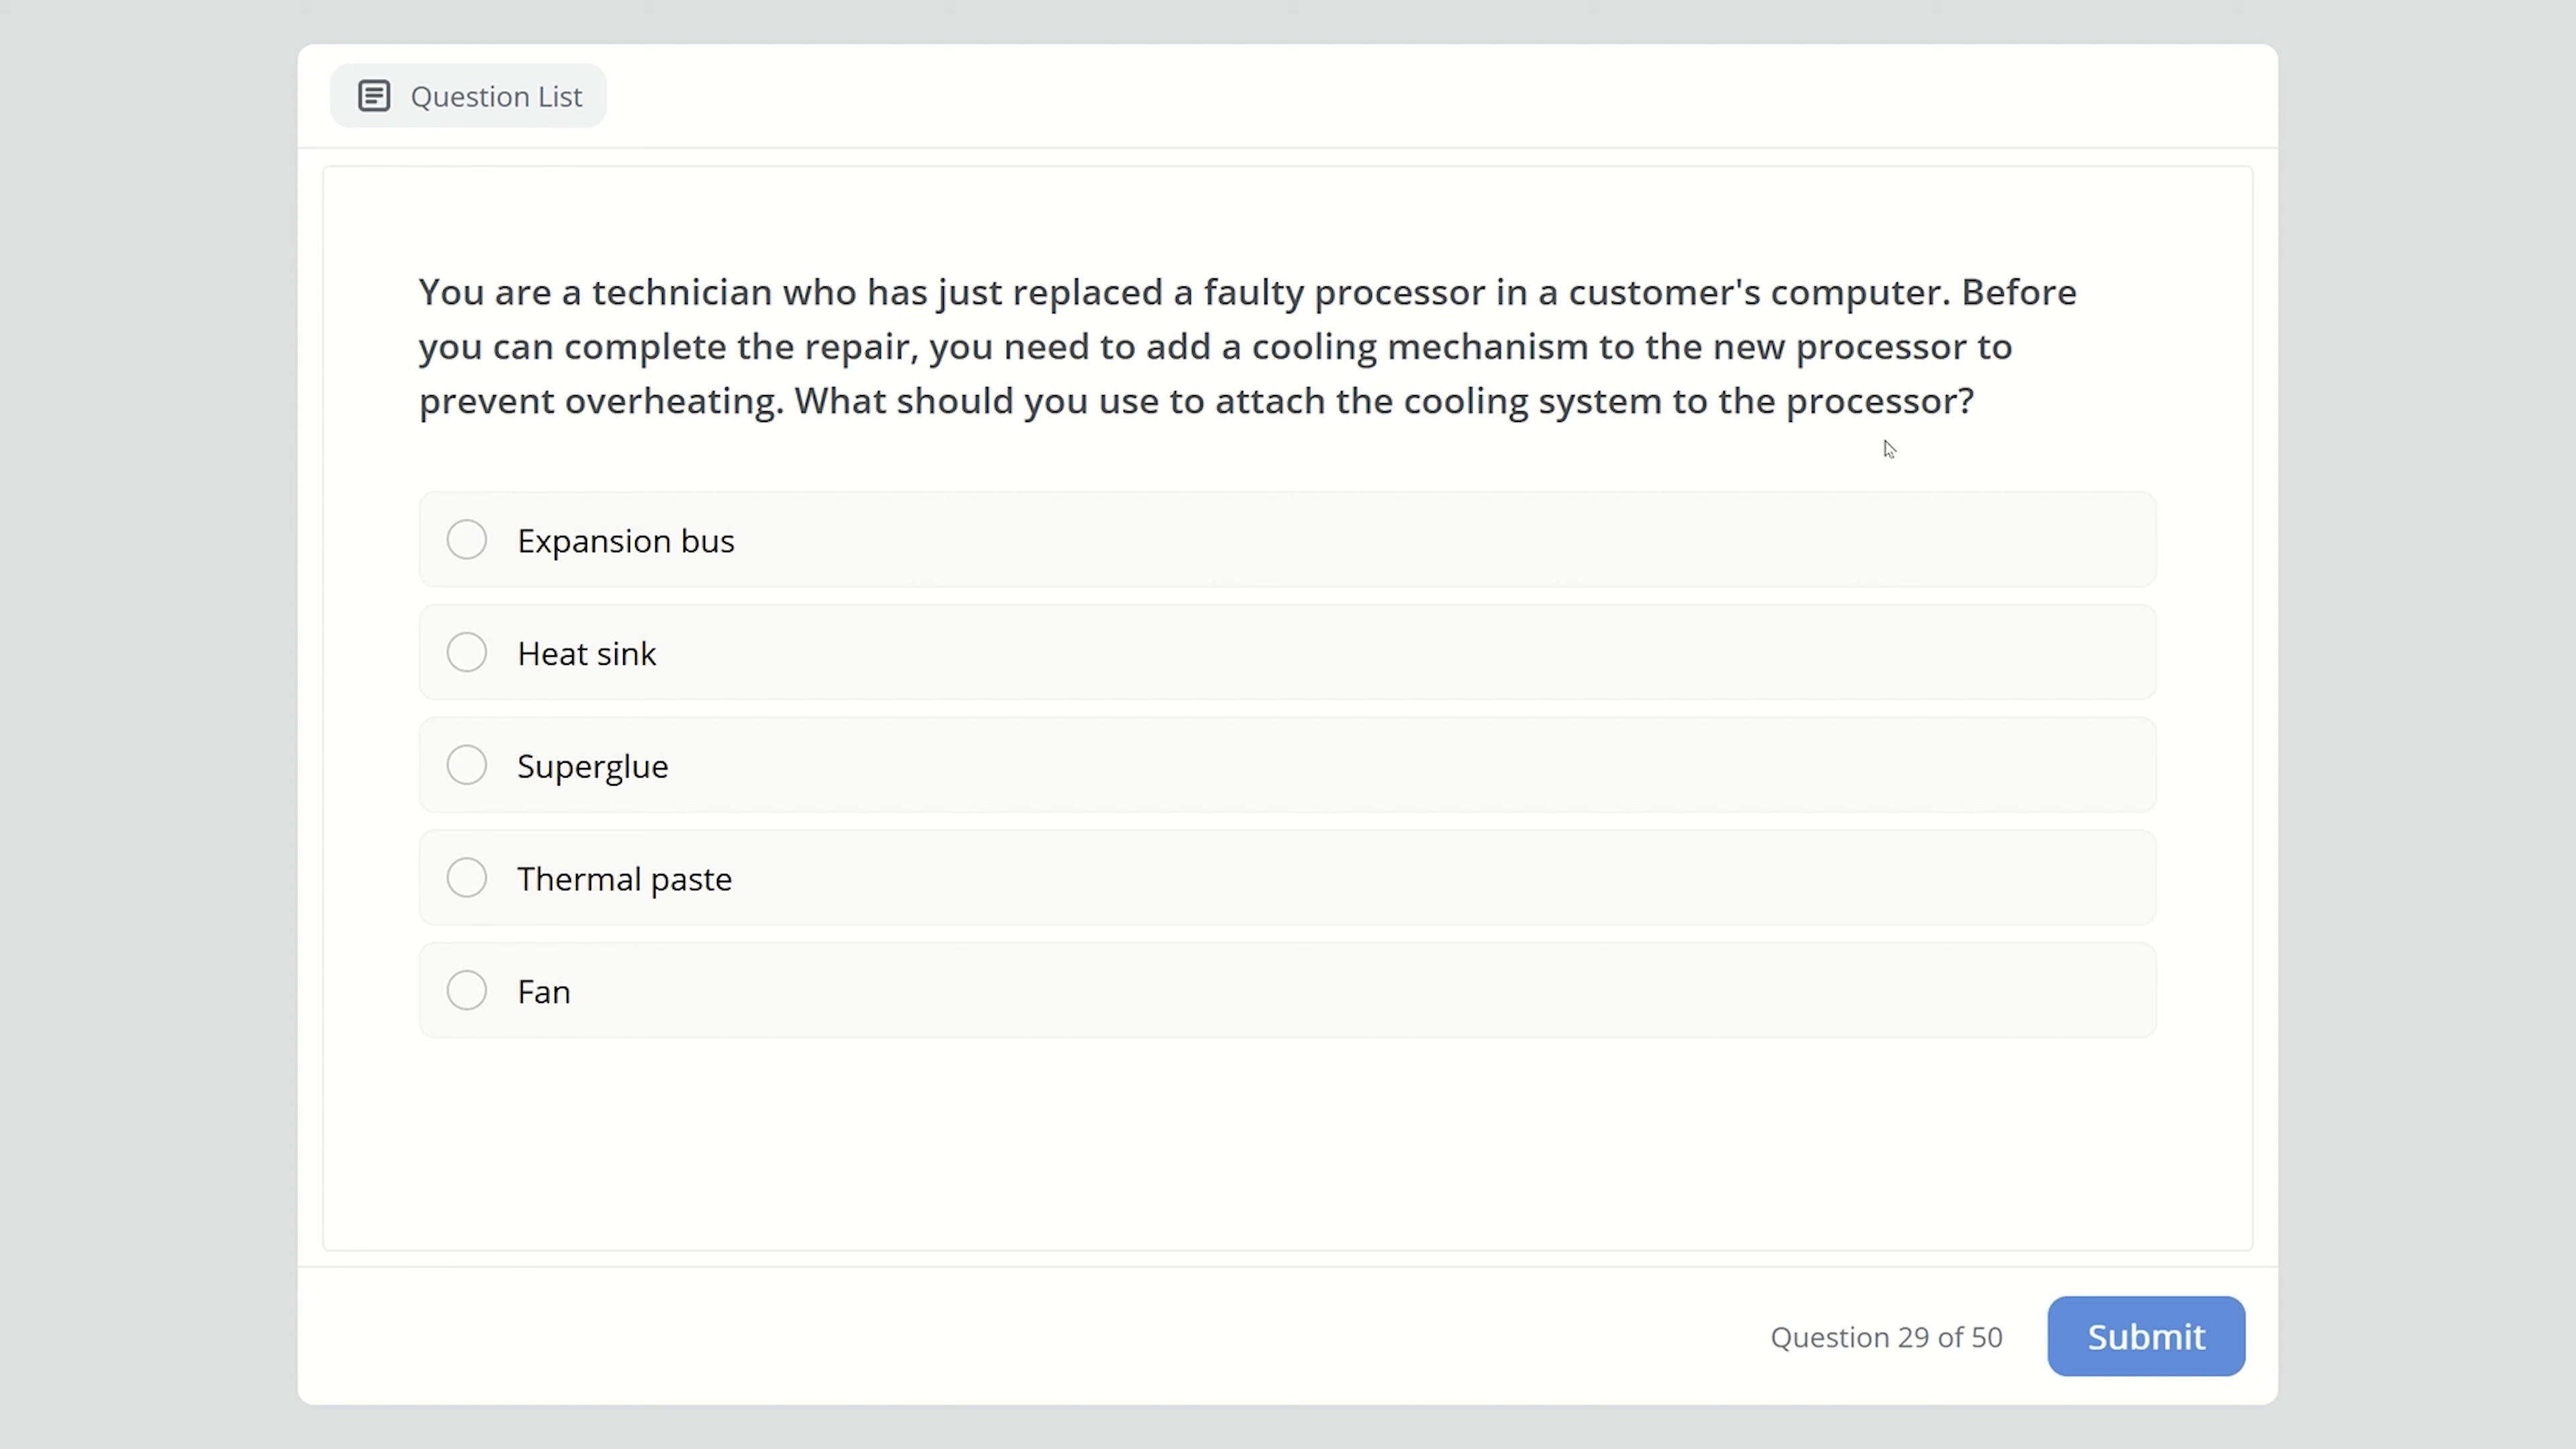 Question List
You are a technician who has just replaced a faulty processor in a customer's computer. Before
you can complete the repair, you need to add a cooling mechanism to the new processor to
prevent overheating. What should you use to attach the cooling system to the processor?
Expansion bus
Heat sink
Superglue
Thermal paste
Fan
Question 29 of 50
Submit